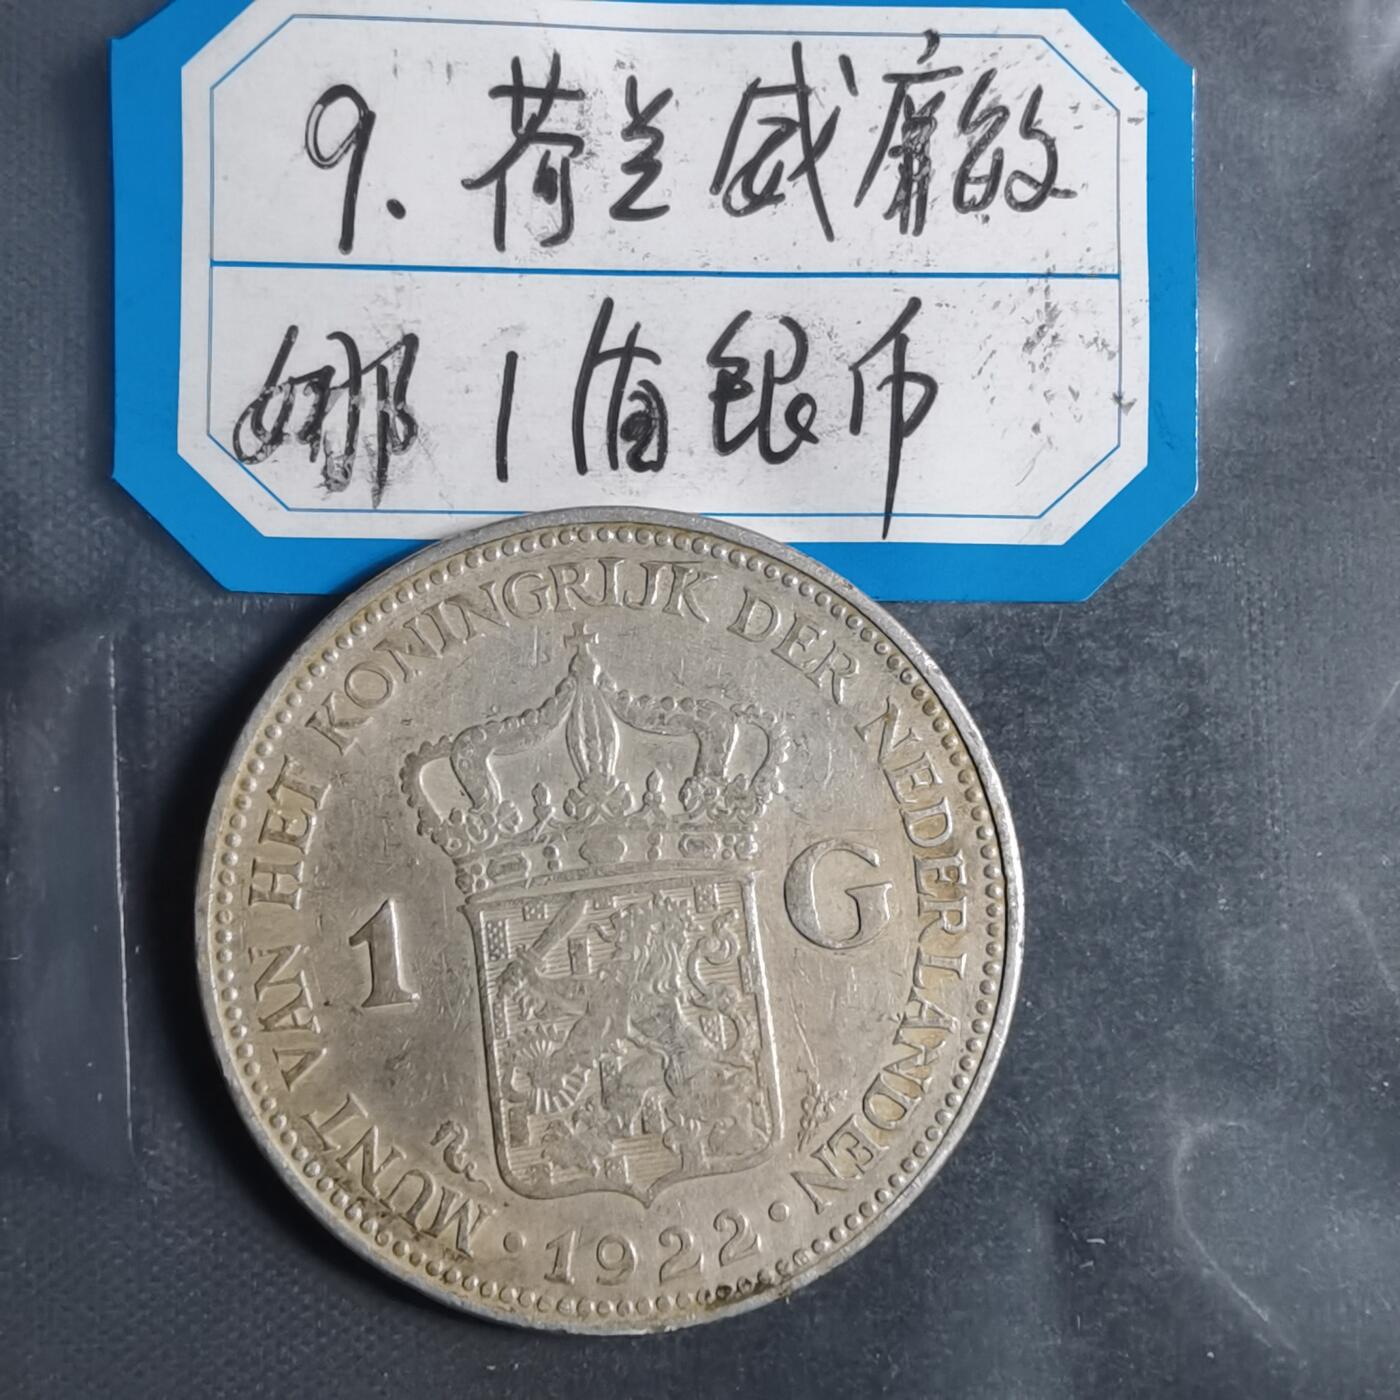 9. 荷兰威廉敏
娜 1盾银币
MUNT VAN HET KONINGRIJK DER NEDERLANDEN
1 G
· 1922 ·